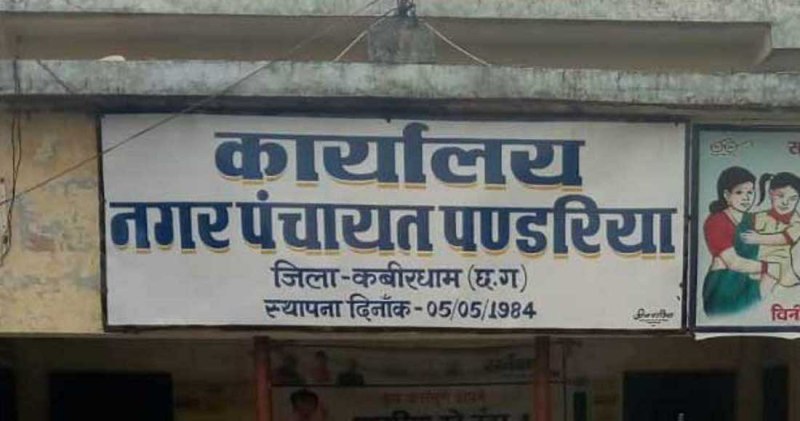 कार्यालय
नगर पंचायत पण्डरिया
जिला-कबीरधाम (छ.ग)
स्थापना दिनाँक - 05/05/1984